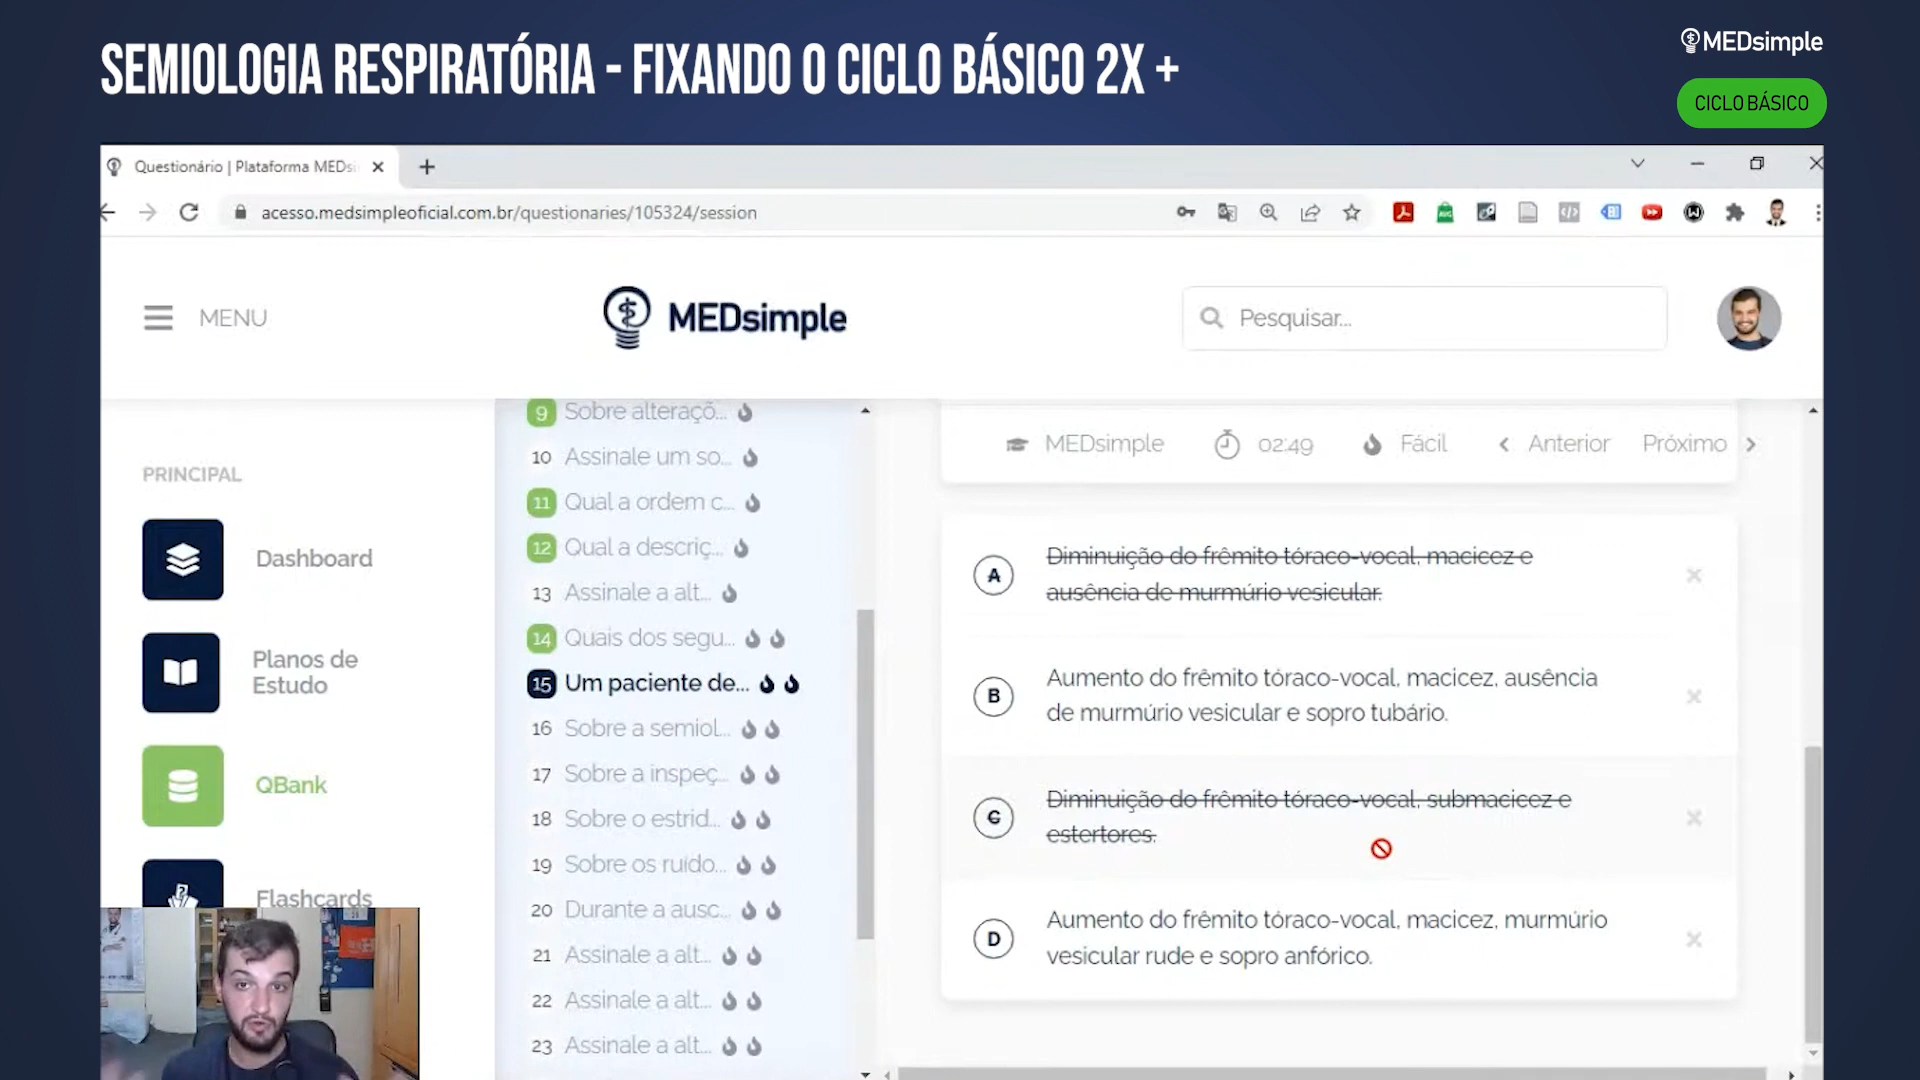 SEMIOLOGIA RESPIRATÓRIA - FIXANDO O CICLO BÁSICO 2X +
MEDsimple
CICLO BÁSICO
Questionário | Plataforma MEDsi
acesso.medsimpleoficial.com.br/questionaries/105324/session
MENU
MEDsimple
Pesquisar...
PRINCIPAL
Dashboard
Planos de
Estudo
QBank
Flashcards
9 Sobre alteraçõ...
10 Assinale um so...
11 Qual a ordem c...
12 Qual a descriç...
13 Assinale a alt...
14 Quais dos segu...
15 Um paciente de...
16 Sobre a semiol...
17 Sobre a inspeç...
18 Sobre o estrid...
19 Sobre os ruído...
20 Durante a ausc...
21 Assinale a alt...
22 Assinale a alt...
23 Assinale a alt...
MEDsimple 02:49 Fácil Anterior Próximo
A Diminuição do frêmito tóraco-vocal, macicez e
ausência de murmúrio vesicular.
B Aumento do frêmito tóraco-vocal, macicez, ausência
de murmúrio vesicular e sopro tubário.
C Diminuição do frêmito tóraco-vocal, submacicez e
estertores.
D Aumento do frêmito tóraco-vocal, macicez, murmúrio
vesicular rude e sopro anfórico.